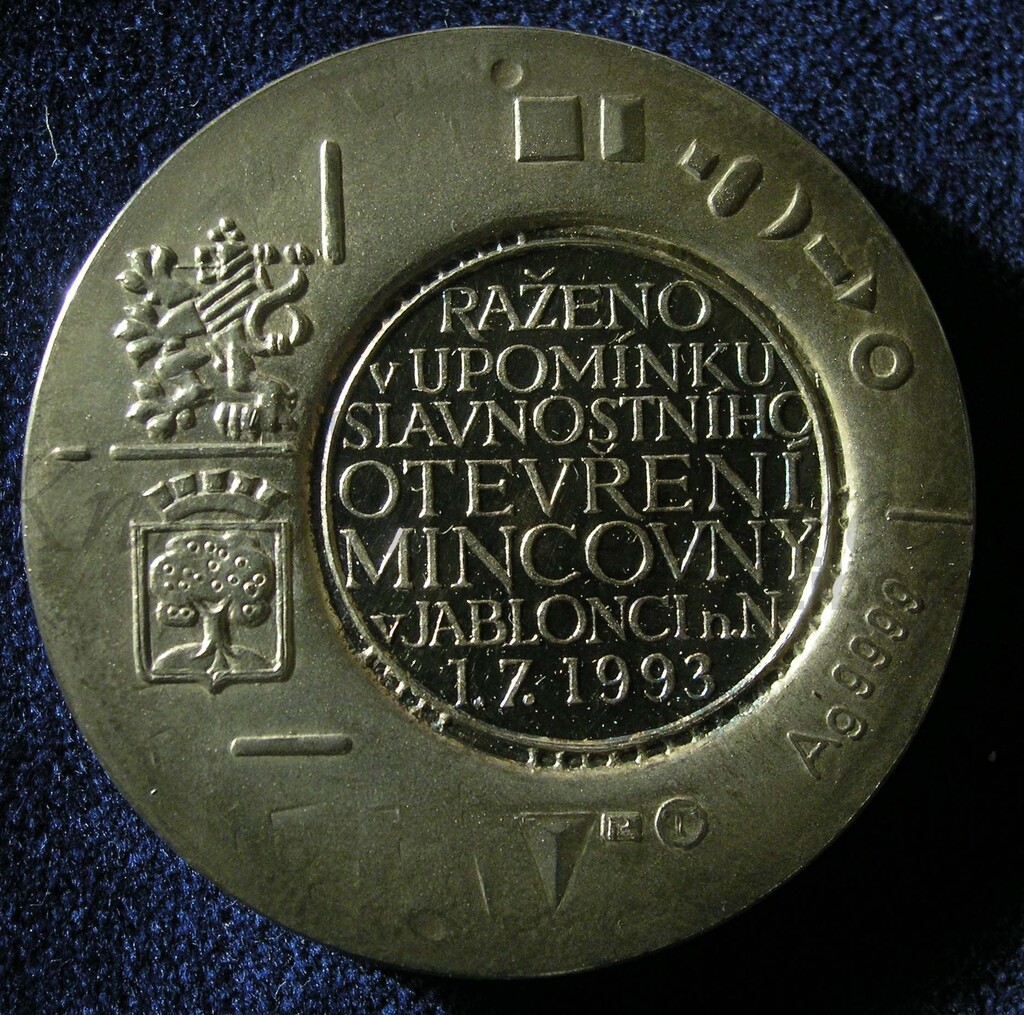 RAŽENO
v UPOMÍNKU
SLAVNOSTNÍHO
OTEVŘENÍ
MINCOVNY
v JABLONCI n.N.
1.7.1993
Ag 9999